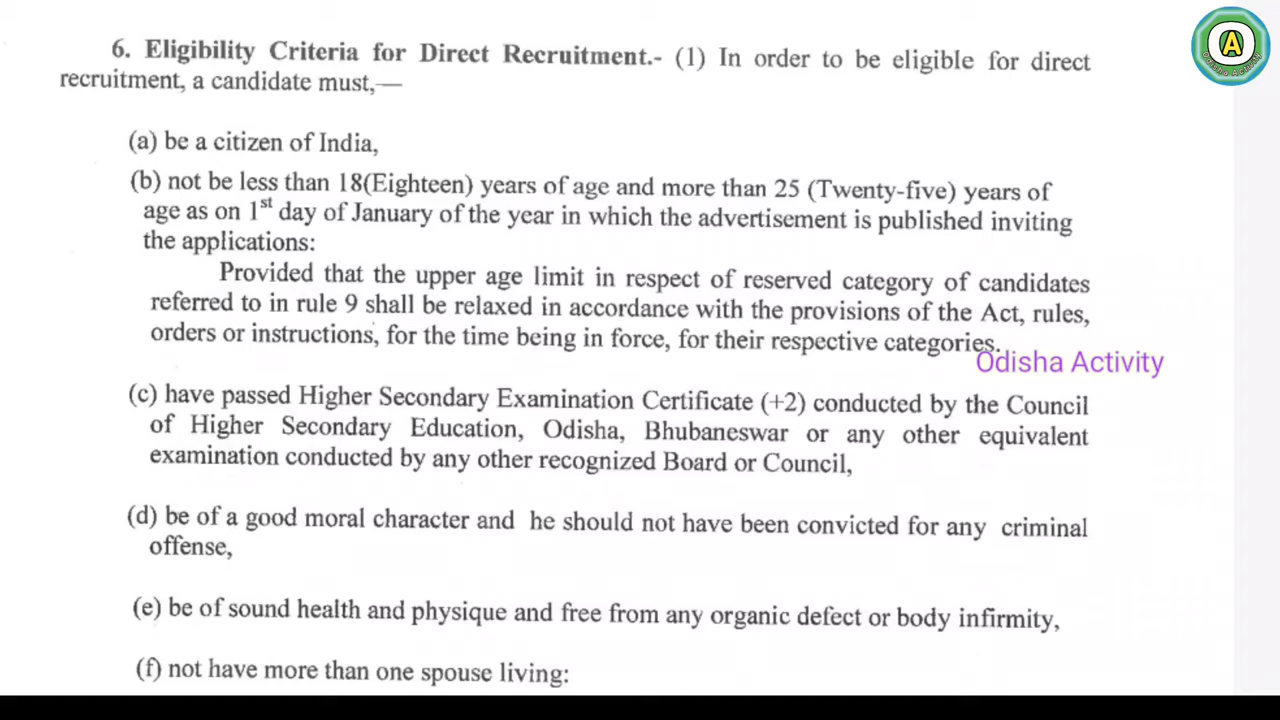 A
Odisha Activity
6. Eligibility Criteria for Direct Recruitment.- (1) In order to be eligible for direct
recruitment, a candidate must,—
(a) be a citizen of India,
(b) not be less than 18(Eighteen) years of age and more than 25 (Twenty-five) years of
age as on 1st day of January of the year in which the advertisement is published inviting
the applications:
Provided that the upper age limit in respect of reserved category of candidates
referred to in rule 9 shall be relaxed in accordance with the provisions of the Act, rules,
orders or instructions, for the time being in force, for their respective categories.
Odisha Activity
(c) have passed Higher Secondary Examination Certificate (+2) conducted by the Council
of Higher Secondary Education, Odisha, Bhubaneswar or any other equivalent
examination conducted by any other recognized Board or Council,
(d) be of a good moral character and he should not have been convicted for any criminal
offense,
(e) be of sound health and physique and free from any organic defect or body infirmity,
(f) not have more than one spouse living: